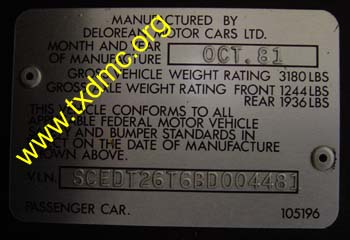 MANUFACTURED BY
DELOREAN MOTOR CARS LTD.
MONTH AND YEAR
OF MANUFACTURE OCT. 81
GROSS VEHICLE WEIGHT RATING 3180 LBS
GROSS VEHICLE WEIGHT RATING FRONT 1244 LBS
REAR 1936 LBS
THIS VEHICLE CONFORMS TO ALL
APPLICABLE FEDERAL MOTOR VEHICLE
SAFETY AND BUMPER STANDARDS IN
EFFECT ON THE DATE OF MANUFACTURE
SHOWN ABOVE.
V.I.N. SCEDT26T6BD004481
PASSENGER CAR. 105196
www.txdmc.org